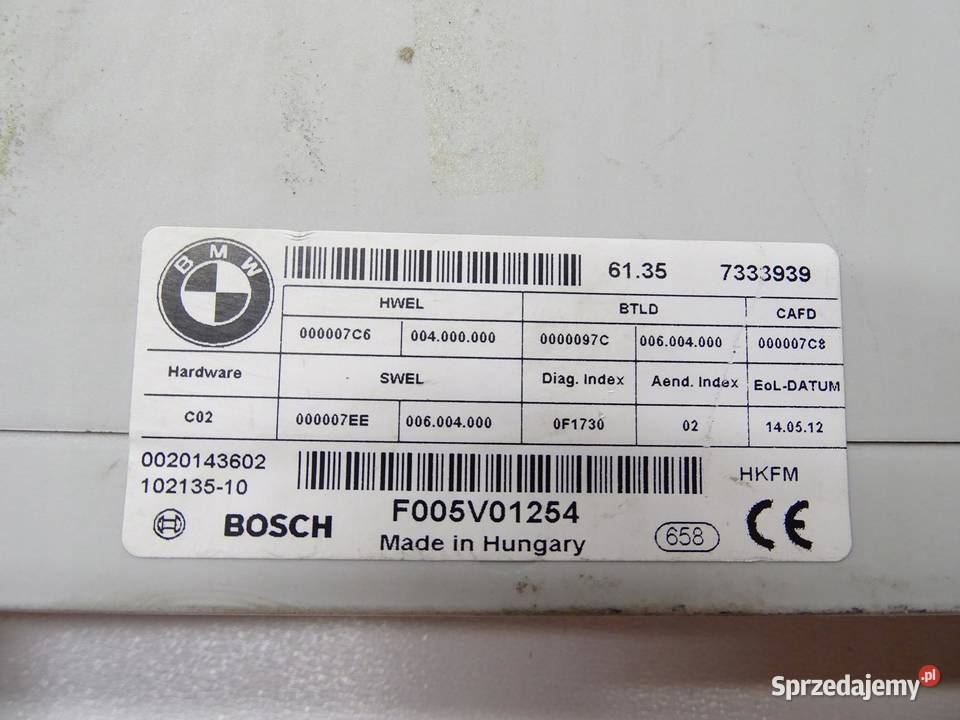 BMW
61.35 7333939
HWEL BTLD CAFD
000007C6 004.000.000 0000097C 006.004.000 000007C8
Hardware SWEL Diag. Index Aend. Index EoL-DATUM
C02 000007EE 006.004.000 0F1730 02 14.05.12
0020143602
102135-10
HKFM
BOSCH
F005V01254
Made in Hungary
658
CE
Sprzedajemy.pl